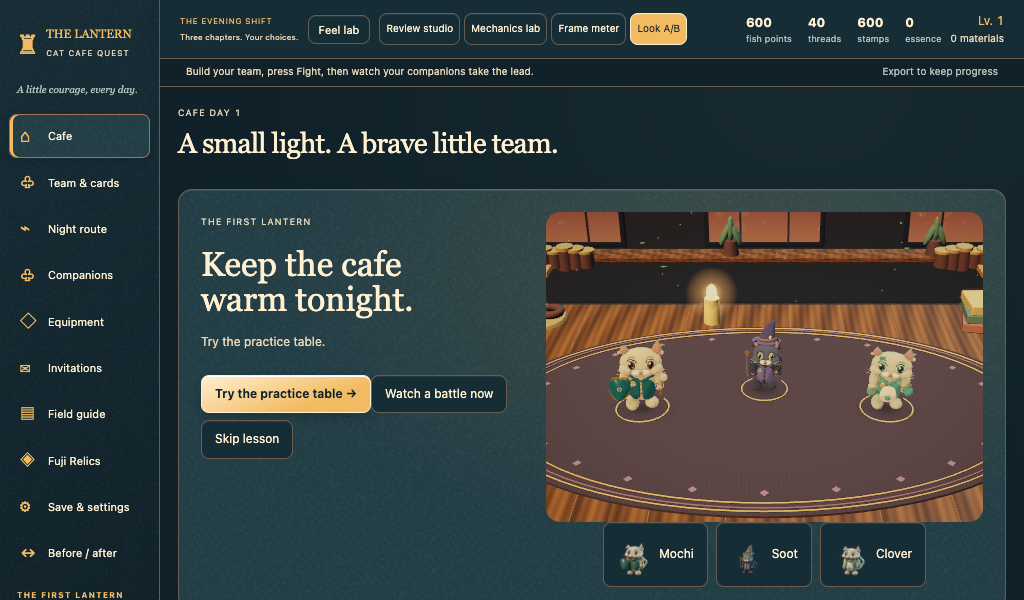 THE LANTERN
CAT CAFE QUEST
A little courage, every day.
Cafe
Team & cards
Night route
Companions
Equipment
Invitations
Field guide
Fuji Relics
Save & settings
Before / after
THE FIRST LANTERN
THE EVENING SHIFT
Three chapters. Your choices.
Feel lab
Review studio
Mechanics lab
Frame meter
Look A/B
600
fish points
40
threads
600
stamps
0
essence
Lv. 1
0 materials
Build your team, press Fight, then watch your companions take the lead.
Export to keep progress
CAFE DAY 1
A small light. A brave little team.
THE FIRST LANTERN
Keep the cafe
warm tonight.
Try the practice table.
Try the practice table →
Watch a battle now
Skip lesson
Mochi
Soot
Clover